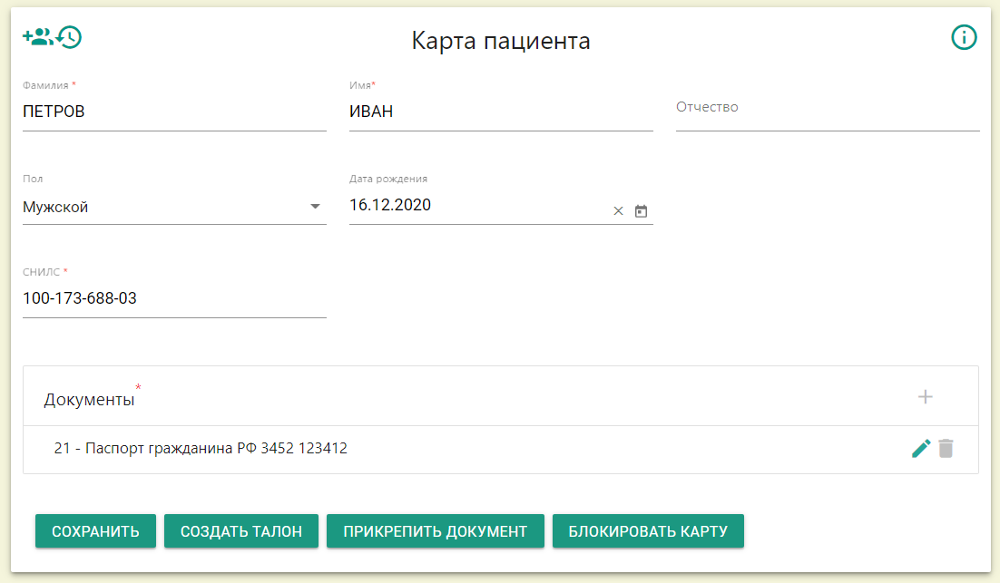 Карта пациента
Фамилия *
Имя*
ПЕТРОВ
ИВАН
Отчество
Пол
Дата рождения
Мужской
16.12.2020
СНИЛС *
100-173-688-03
Документы*
21 - Паспорт гражданина РФ 3452 123412
СОХРАНИТЬ
СОЗДАТЬ ТАЛОН
ПРИКРЕПИТЬ ДОКУМЕНТ
БЛОКИРОВАТЬ КАРТУ